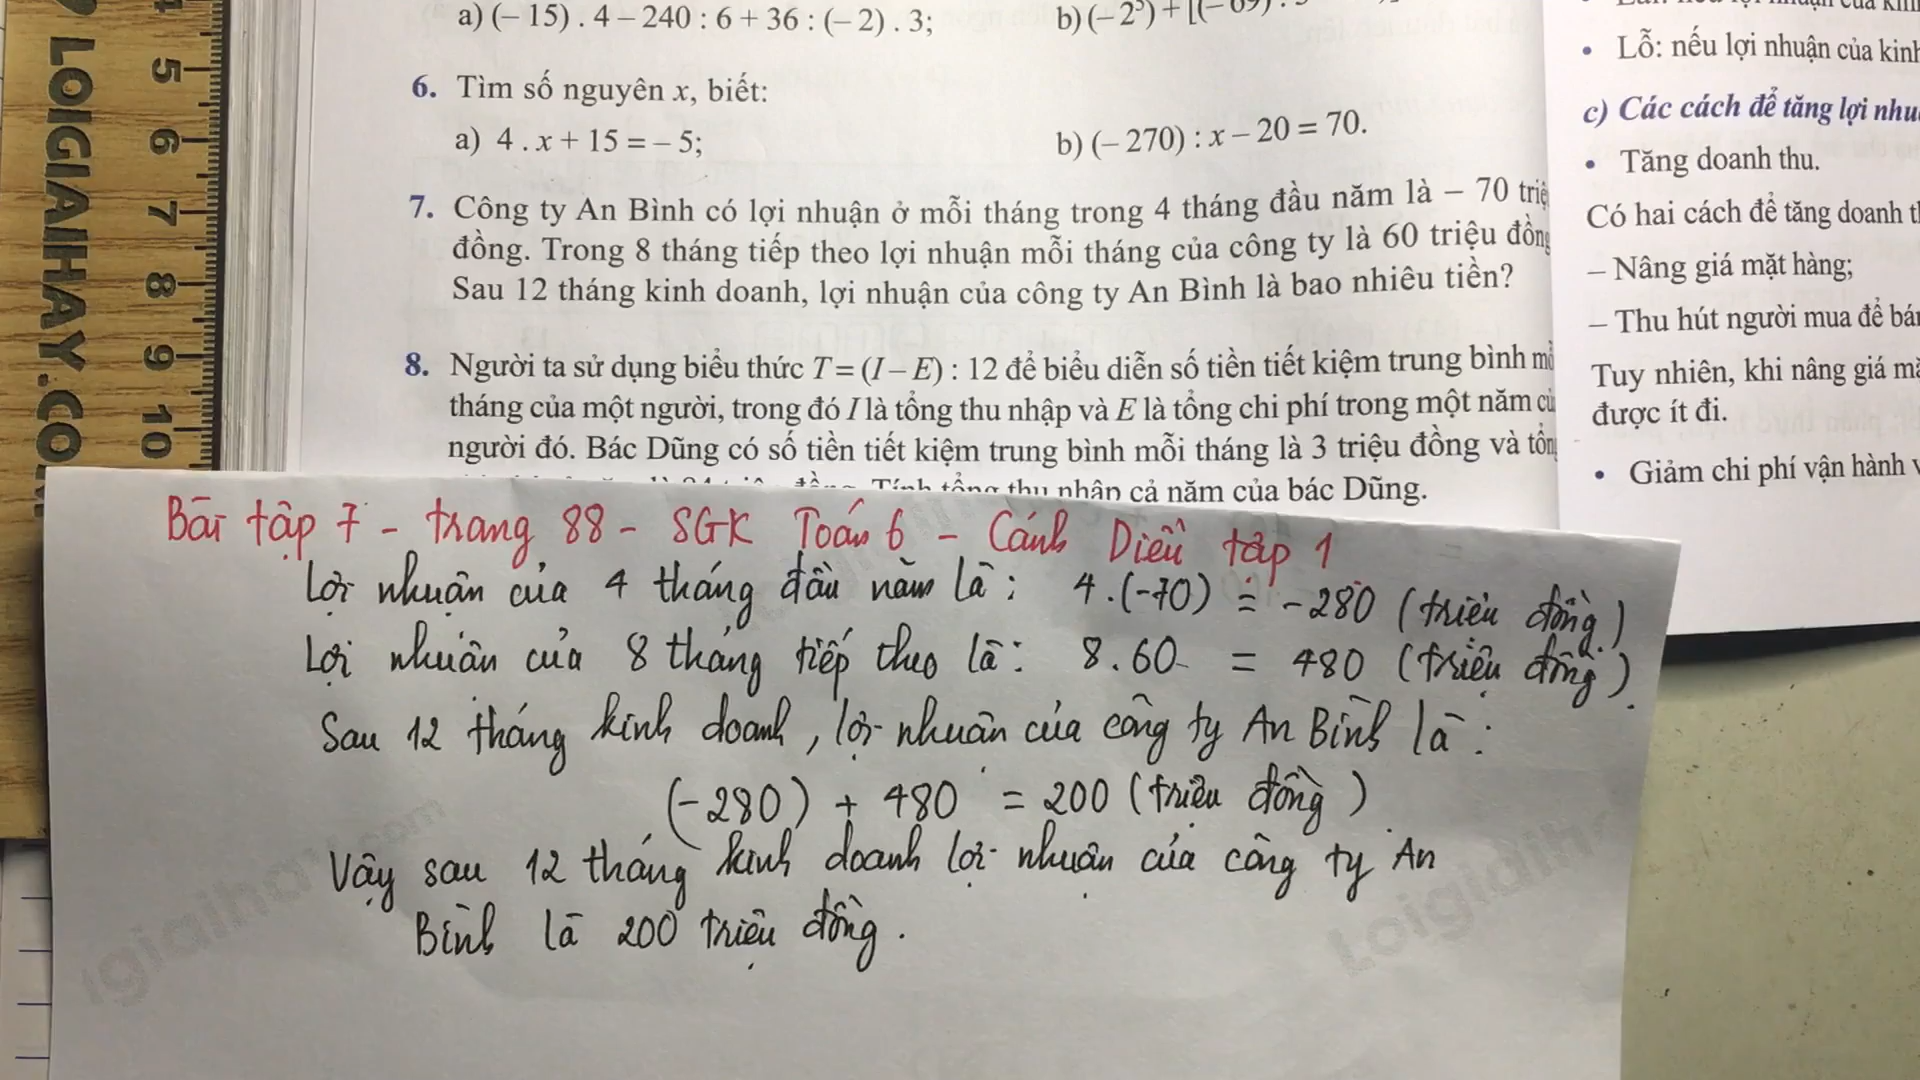 LOIGIAIHAY.COM
5
6
7
8
9
10
a) (– 15) . 4 – 240 : 6 + 36 : (– 2) . 3;
b)
6. Tìm số nguyên x, biết:
a) 4 . x + 15 = – 5;
b) (– 270) : x – 20 = 70.
7. Công ty An Bình có lợi nhuận ở mỗi tháng trong 4 tháng đầu năm là – 70
đồng. Trong 8 tháng tiếp theo lợi nhuận mỗi tháng của công ty là 60 triệu đồng
Sau 12 tháng kinh doanh, lợi nhuận của công ty An Bình là bao nhiêu tiền?
8. Người ta sử dụng biểu thức T = (I – E) : 12 để biểu diễn số tiền tiết kiệm trung bình
tháng của một người, trong đó I là tổng thu nhập và E là tổng chi phí trong một năm
người đó. Bác Dũng có số tiền tiết kiệm trung bình mỗi tháng là 3 triệu đồng và
Tính tổng thu nhập cả năm của bác Dũng.
• Lỗ: nếu lợi nhuận của kinh
c) Các cách để tăng lợi
• Tăng doanh thu.
Có hai cách để tăng doanh
– Nâng giá mặt hàng;
– Thu hút người mua để
Tuy nhiên, khi nâng giá
được ít đi.
• Giảm chi phí vận hành
Bài tập 7 - trang 88 - SGK Toán 6 - Cánh Diều tập 1
Lợi nhuận của 4 tháng đầu năm là : 4.(-70) = -280 (triệu đồng)
Lợi nhuận của 8 tháng tiếp theo là : 8.60 = 480 (triệu đồng).
Sau 12 tháng kinh doanh, lợi nhuận của công ty An Bình là :
(-280) + 480 = 200 (triệu đồng)
Vậy sau 12 tháng kinh doanh lợi nhuận của công ty An
Bình là 200 triệu đồng.